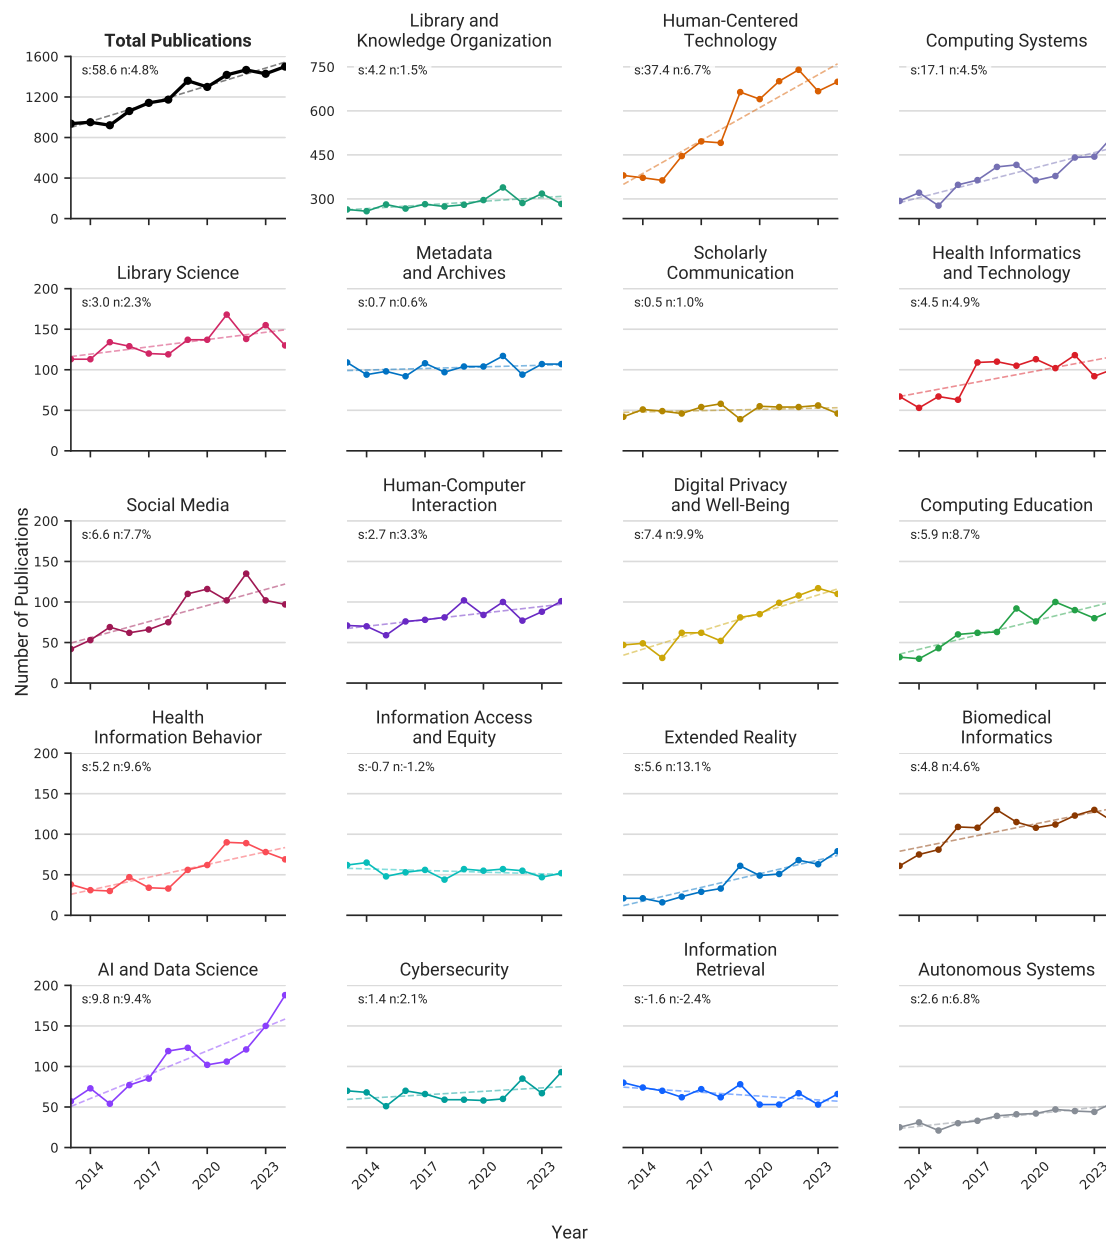 Total Publications
Library and
Knowledge Organization
Human-Centered
Technology
Computing Systems
s:58.6 n:4.8%
s:4.2 n:1.5%
s:37.4 n:6.7%
s:17.1 n:4.5%
1600
1200
800
400
0
750
600
450
300
Library Science
Metadata
and Archives
Scholarly
Communication
Health Informatics
and Technology
s:3.0 n:2.3%
s:0.7 n:0.6%
s:0.5 n:1.0%
s:4.5 n:4.9%
200
150
100
50
0
Social Media
Human-Computer
Interaction
Digital Privacy
and Well-Being
Computing Education
s:6.6 n:7.7%
s:2.7 n:3.3%
s:7.4 n:9.9%
s:5.9 n:8.7%
200
150
100
50
0
Number of Publications
Health
Information Behavior
Information Access
and Equity
Extended Reality
Biomedical
Informatics
s:5.2 n:9.6%
s:-0.7 n:-1.2%
s:5.6 n:13.1%
s:4.8 n:4.6%
200
150
100
50
0
AI and Data Science
Cybersecurity
Information
Retrieval
Autonomous Systems
s:9.8 n:9.4%
s:1.4 n:2.1%
s:-1.6 n:-2.4%
s:2.6 n:6.8%
200
150
100
50
0
2014 2017 2020 2023
2014 2017 2020 2023
2014 2017 2020 2023
2014 2017 2020 2023
Year